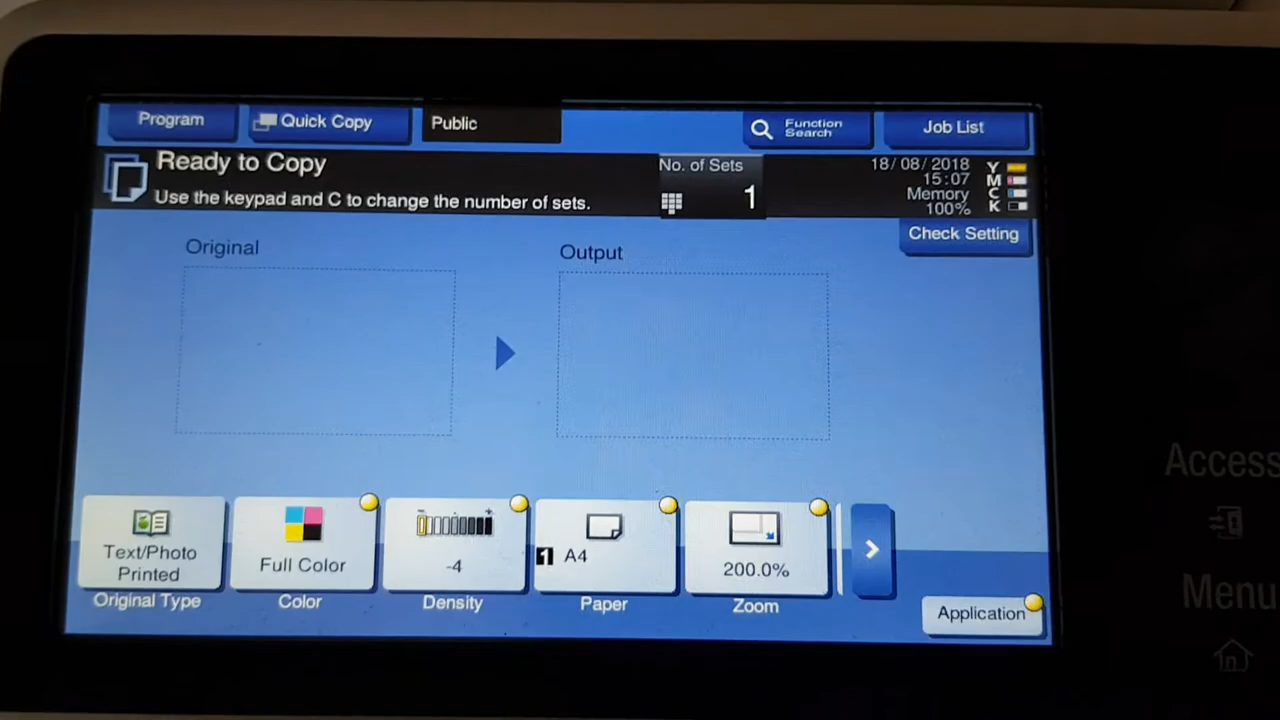 Program
Quick Copy
Public
Function Search
Job List
Ready to Copy
Use the keypad and C to change the number of sets.
No. of Sets
1
18/08/2018
15:07
Memory
100%
Y
M
C
K
Check Setting
Original
Output
Text/Photo
Printed
Full Color
-4
1 A4
200.0%
Original Type
Color
Density
Paper
Zoom
Application
Access
Menu